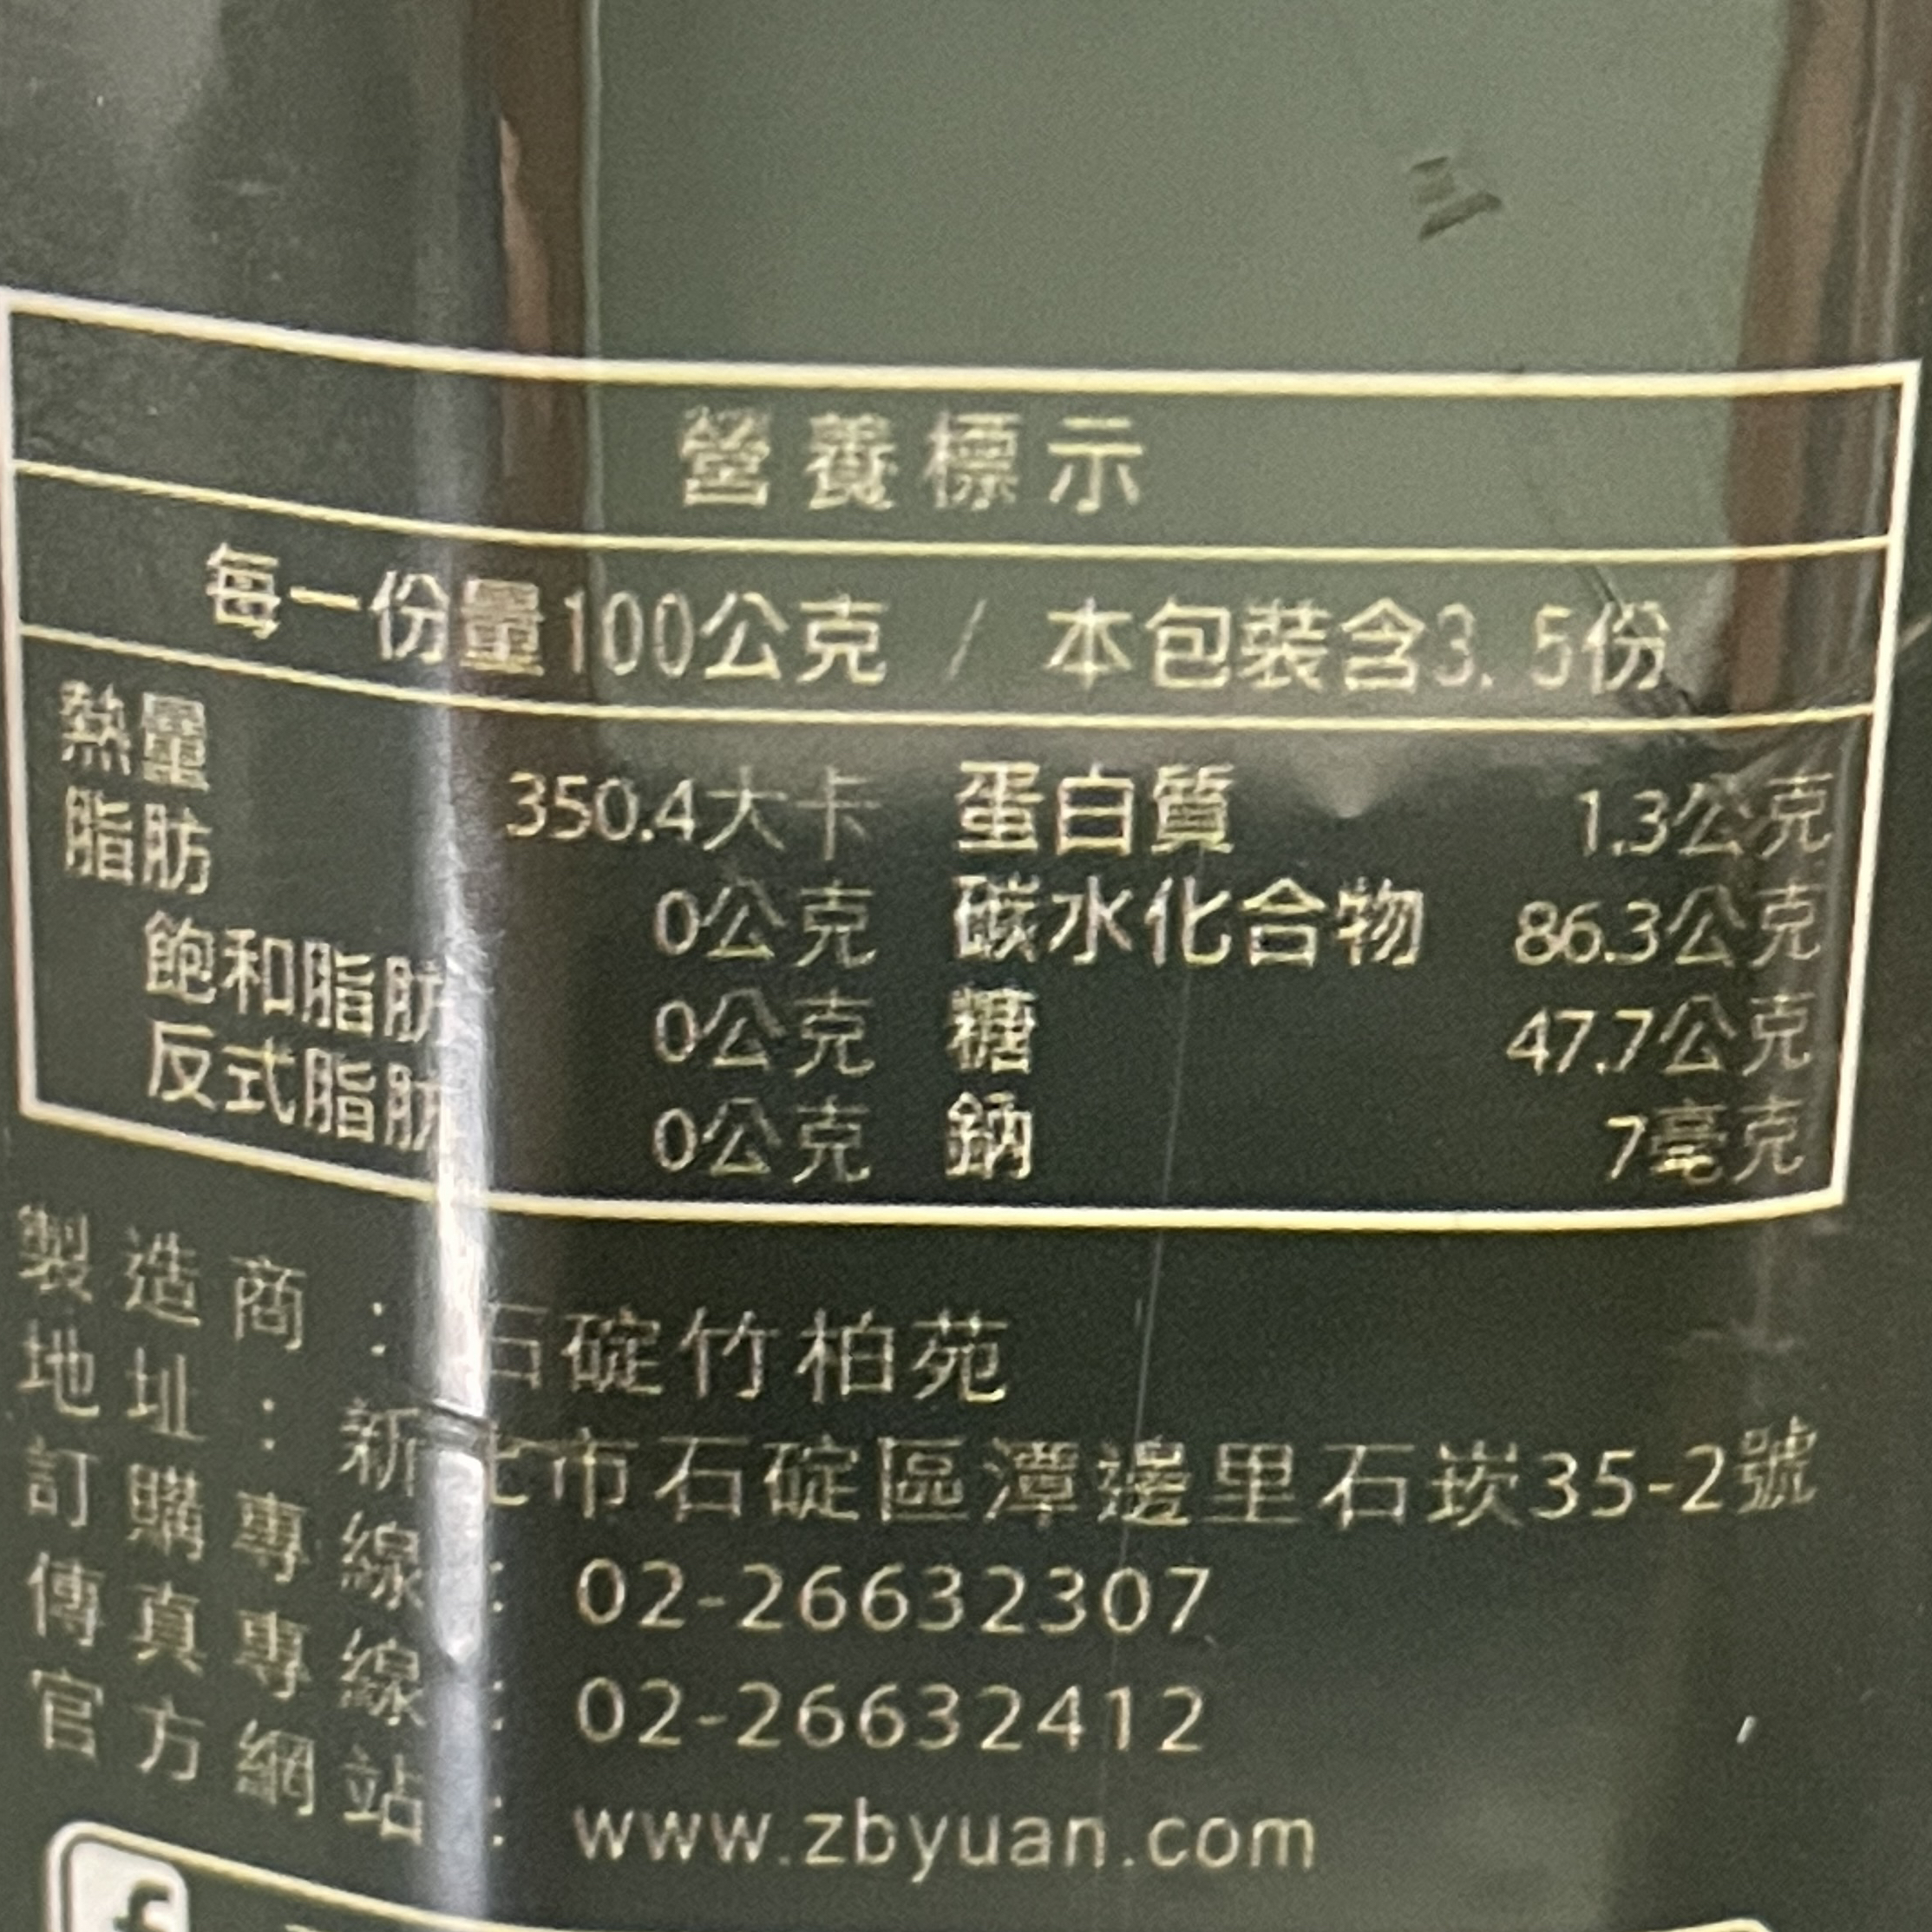 營養標示
每一份量100公克 / 本包裝含3.5份
熱量 350.4大卡 蛋白質 1.3公克
脂肪 0公克 碳水化合物 86.3公克
飽和脂肪 0公克 糖 47.7公克
反式脂肪 0公克 鈉 7毫克
製造商：石碇竹柏苑
地址：新北市石碇區潭邊里石崁35-2號
訂購專線：02-26632307
傳真專線：02-26632412
官方網站：www.zbyuan.com
f